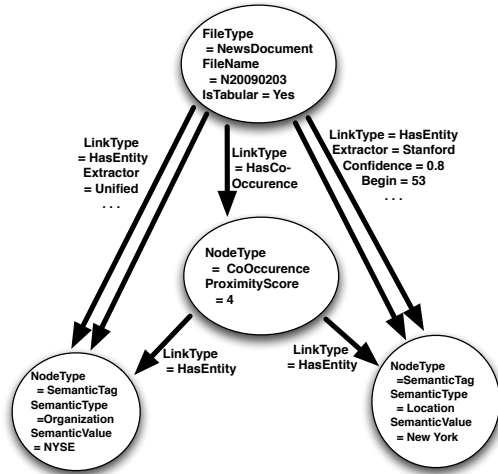 FileType
= NewsDocument
FileName
= N20090203
IsTabular = Yes
LinkType
= HasEntity
Extractor
= Unified
. . .
LinkType
= HasCo-
Occurence
LinkType = HasEntity
Extractor = Stanford
Confidence = 0.8
Begin = 53
. . .
NodeType
= CoOccurence
ProximityScore
= 4
LinkType
= HasEntity
LinkType
= HasEntity
NodeType
= SemanticTag
SemanticType
=Organization
SemanticValue
= NYSE
NodeType
=SemanticTag
SemanticType
= Location
SemanticValue
= New York